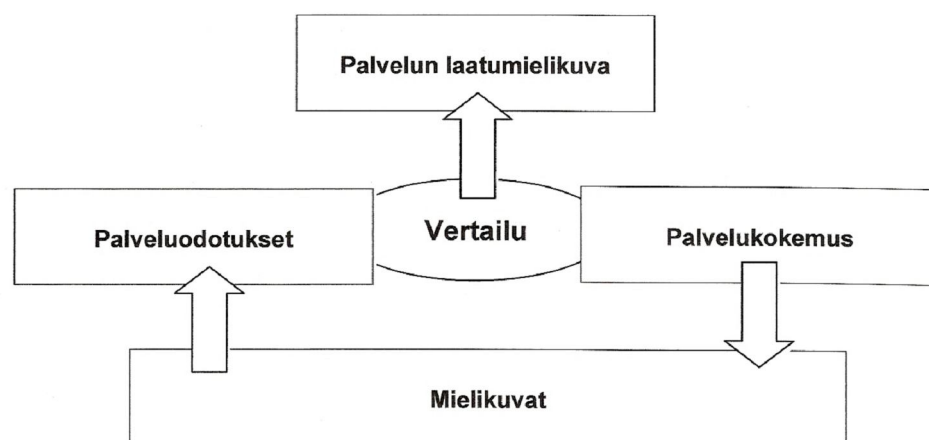 Palvelun laatumielikuva
Palveluodotukset
Vertailu
Palvelukokemus
Mielikuvat